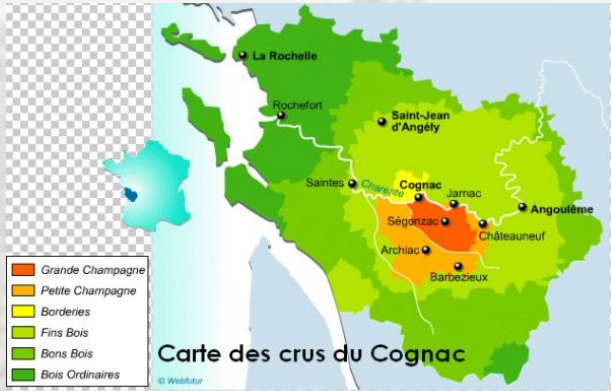 La Rochelle
Rochefort
Saint-Jean
d'Angély
Saintes
Charente
Cognac
Jarnac
Angoulême
Ségonzac
Châteauneuf
Archiac
Barbezieux
Grande Champagne
Petite Champagne
Borderies
Fins Bois
Bons Bois
Bois Ordinaires
Carte des crus du Cognac
© Webfutur